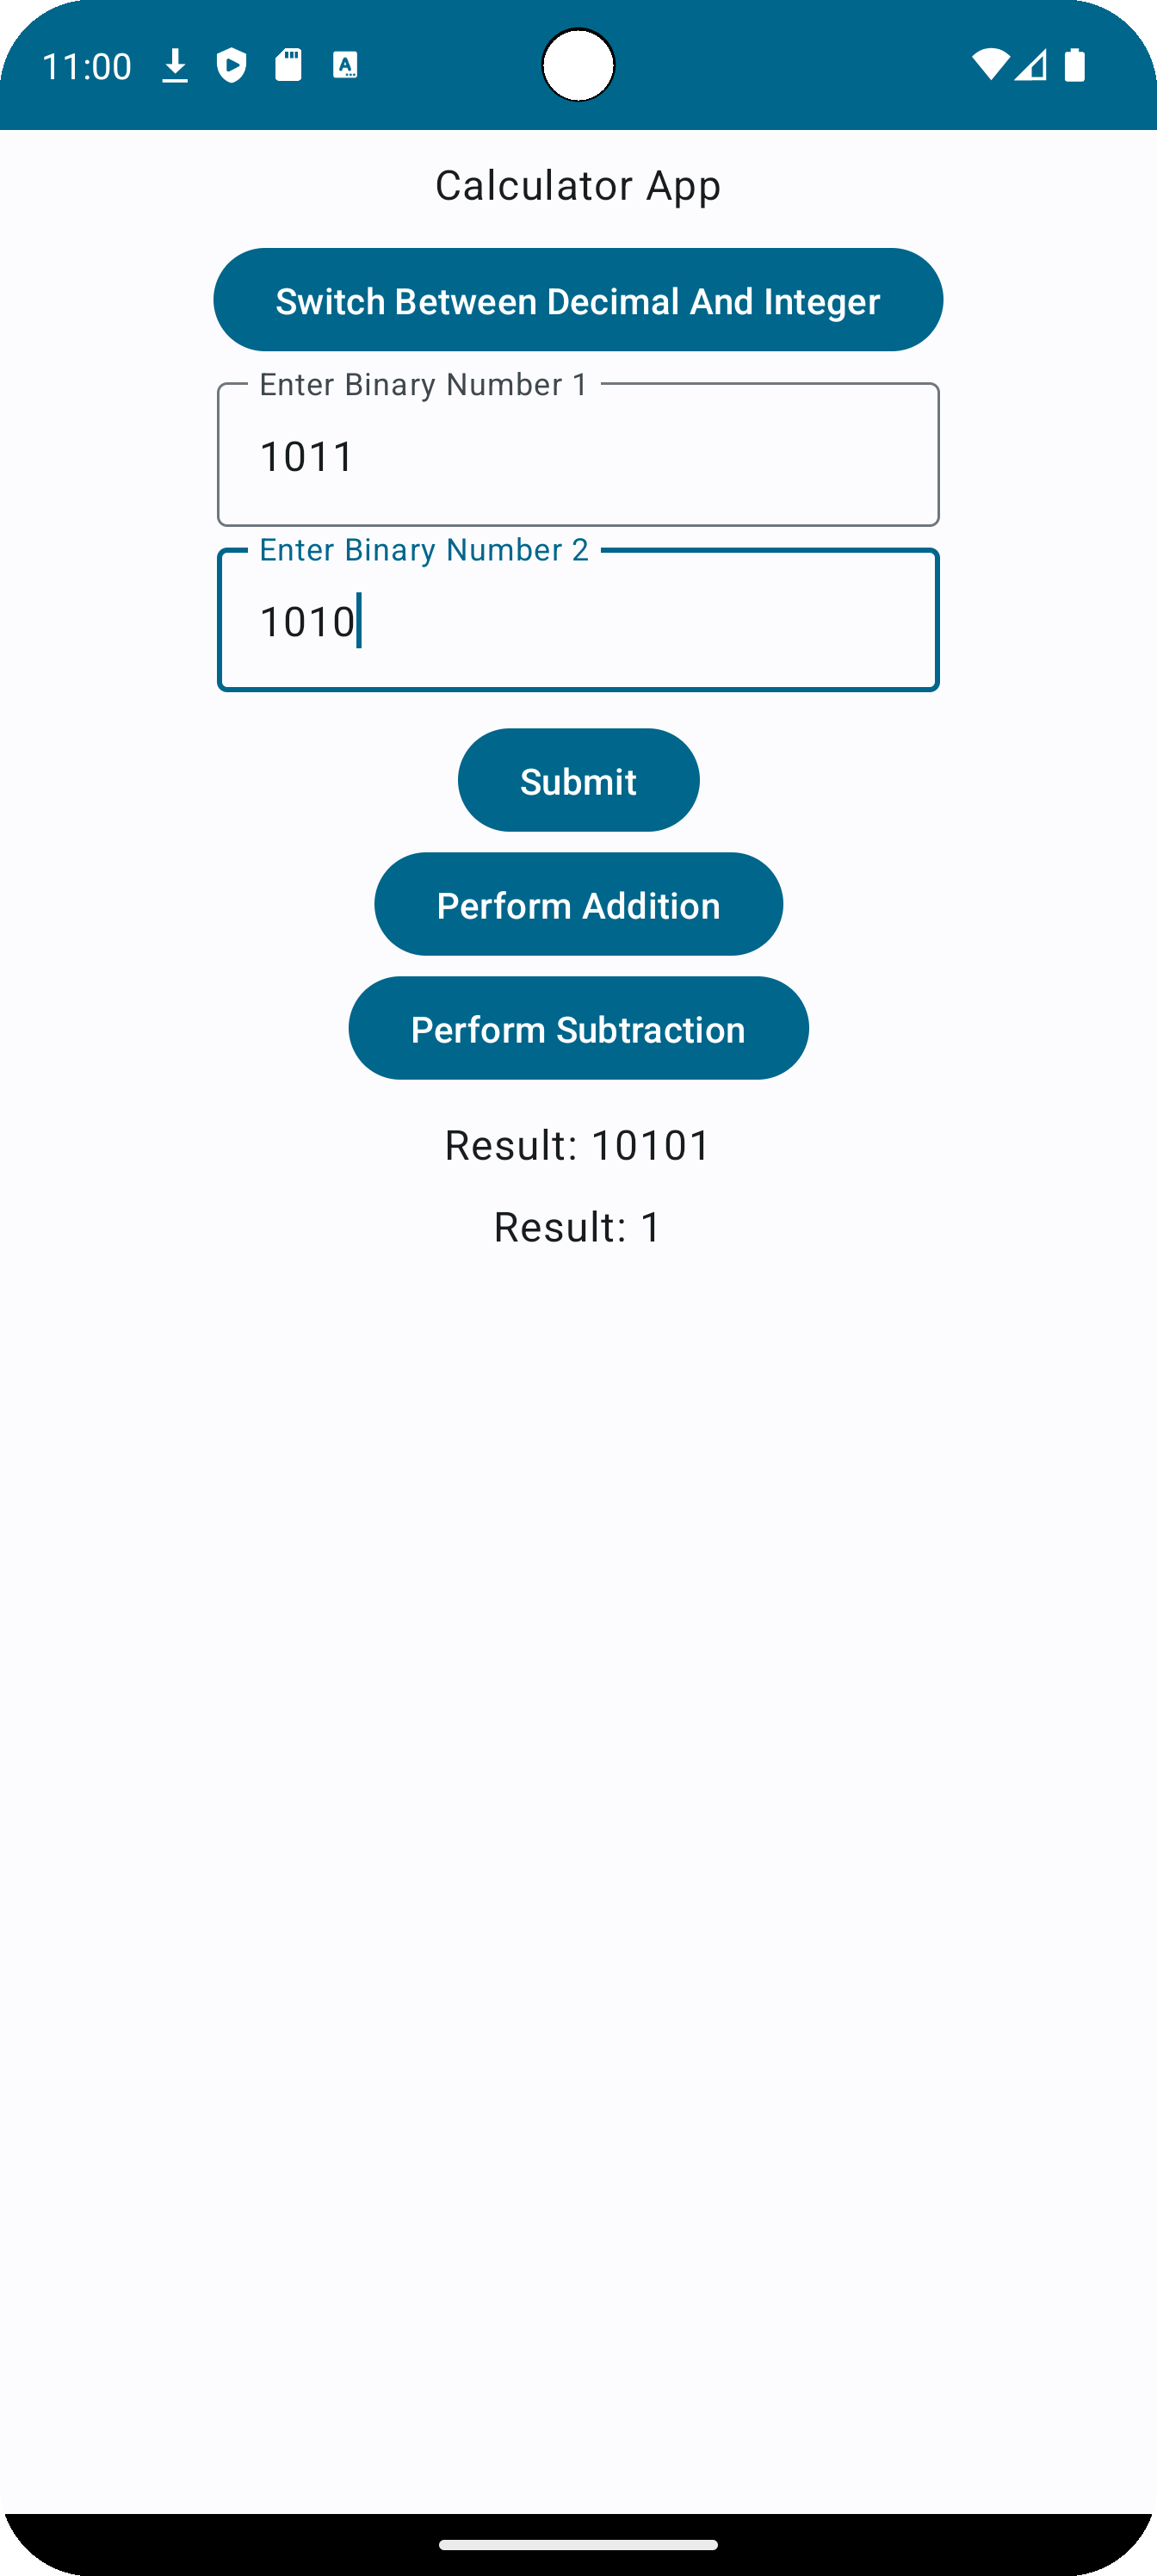 11:00
Calculator App
Switch Between Decimal And Integer
Enter Binary Number 1
1011
Enter Binary Number 2
1010
Submit
Perform Addition
Perform Subtraction
Result: 10101
Result: 1